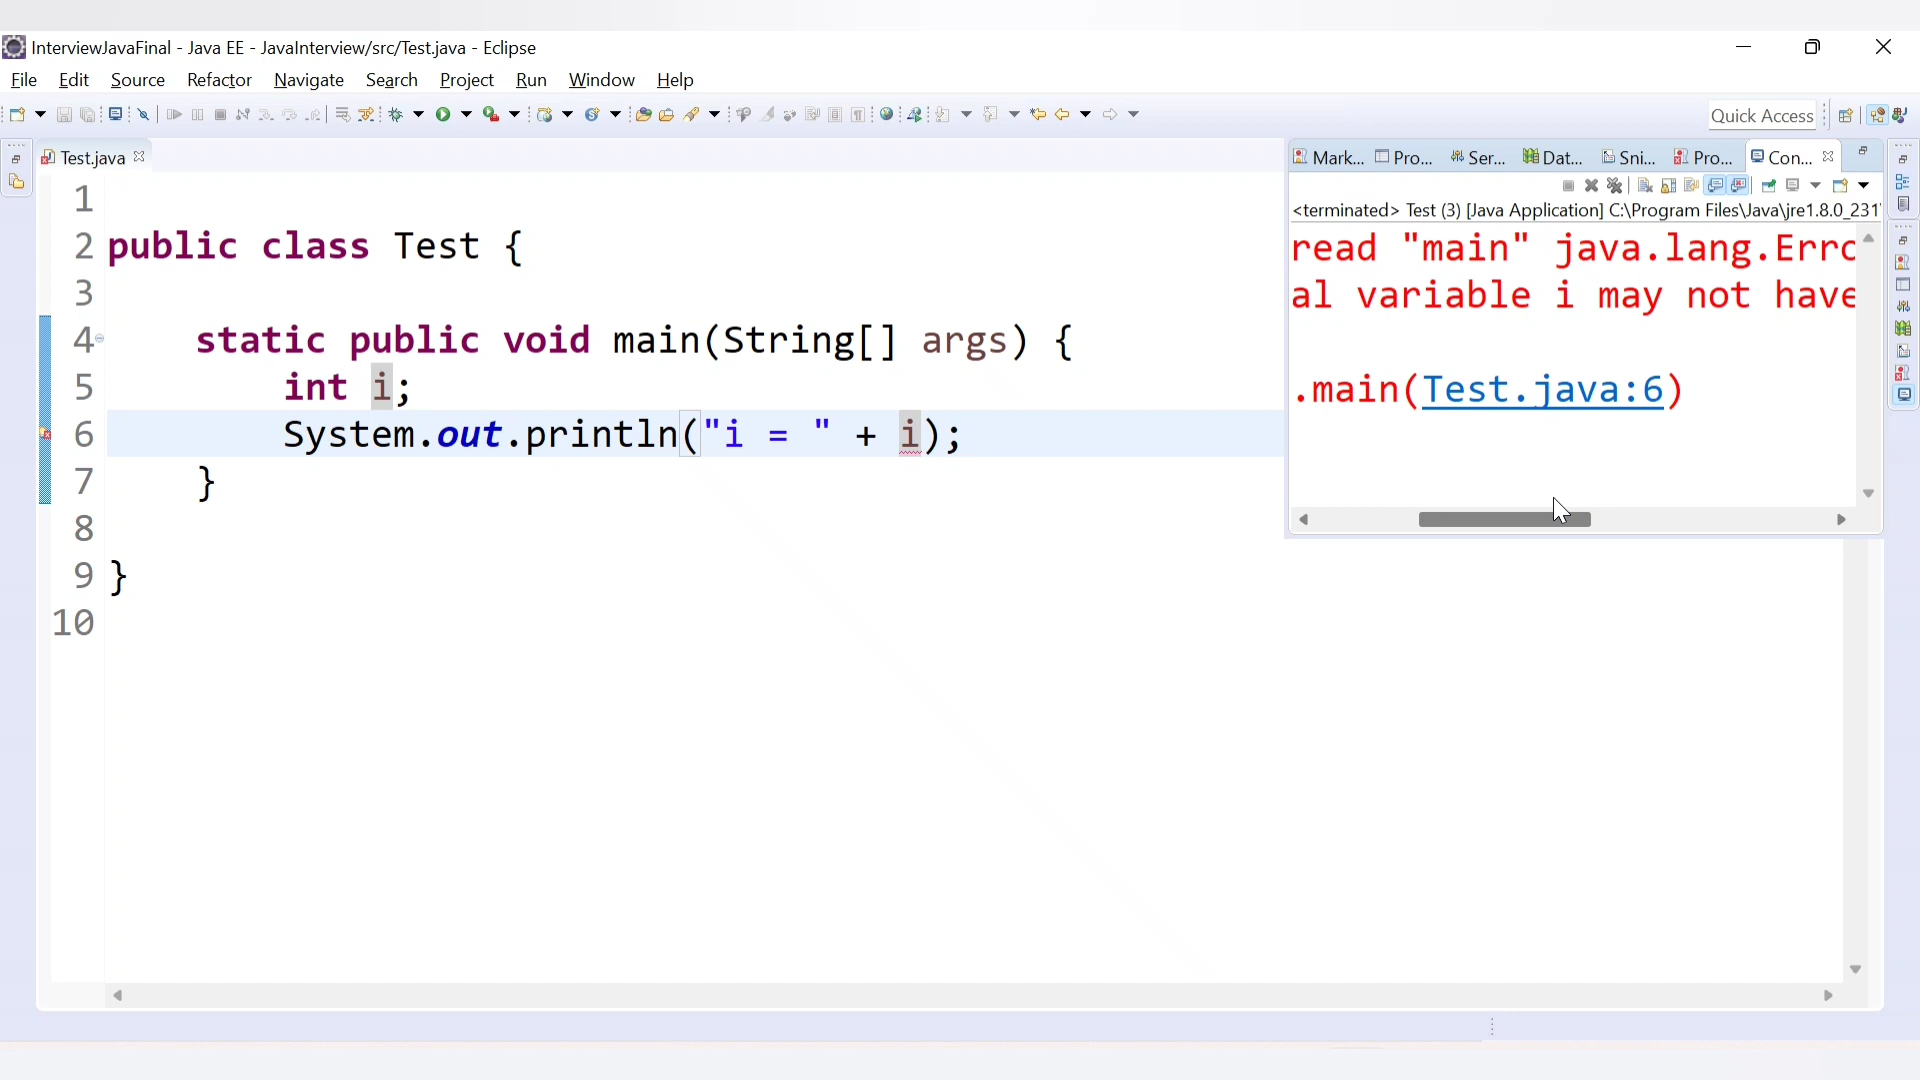 InterviewJavaFinal - Java EE - JavaInterview/src/Test.java - Eclipse
File Edit Source Refactor Navigate Search Project Run Window Help
Quick Access
Test.java
Mark... Pro... Ser... Dat... Sni... Pro... Con...
<terminated> Test (3) [Java Application] C:\Program Files\Java\jre1.8.0_231
1
2 public class Test {
3
4 static public void main(String[] args) {
5 int i;
6 System.out.println("i = " + i);
7 }
8
9 }
10
read "main" java.lang.Erro
al variable i may not have
.main(Test.java:6)